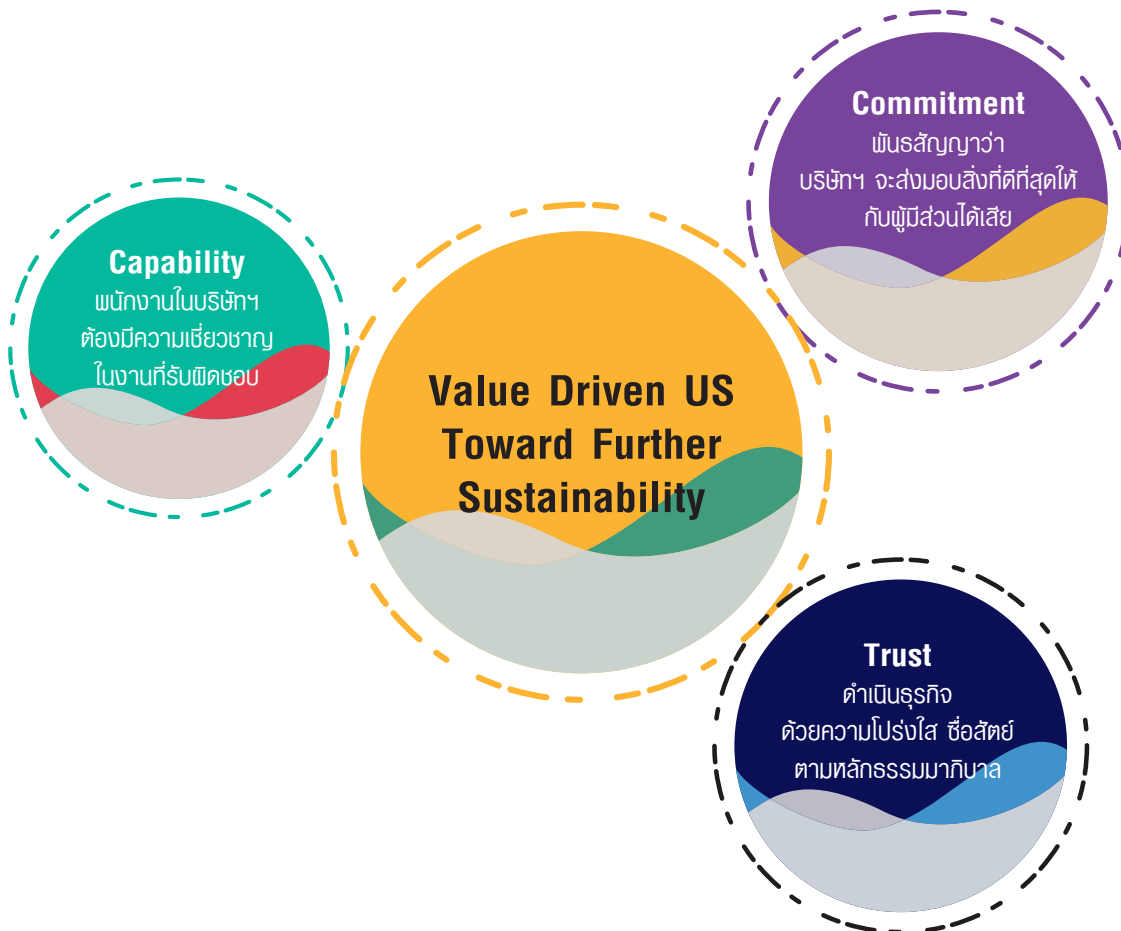 Commitment
พันธสัญญาว่า
บริษัทฯ จะส่งมอบสิ่งที่ดีที่สุดให้
กับผู้มีส่วนได้เสีย
Capability
พนักงานในบริษัทฯ
ต้องมีความเชี่ยวชาญ
ในงานที่รับผิดชอบ
Value Driven US
Toward Further
Sustainability
Trust
ดำเนินธุรกิจ
ด้วยความโปร่งใส ซื่อสัตย์
ตามหลักธรรมมาภิบาล